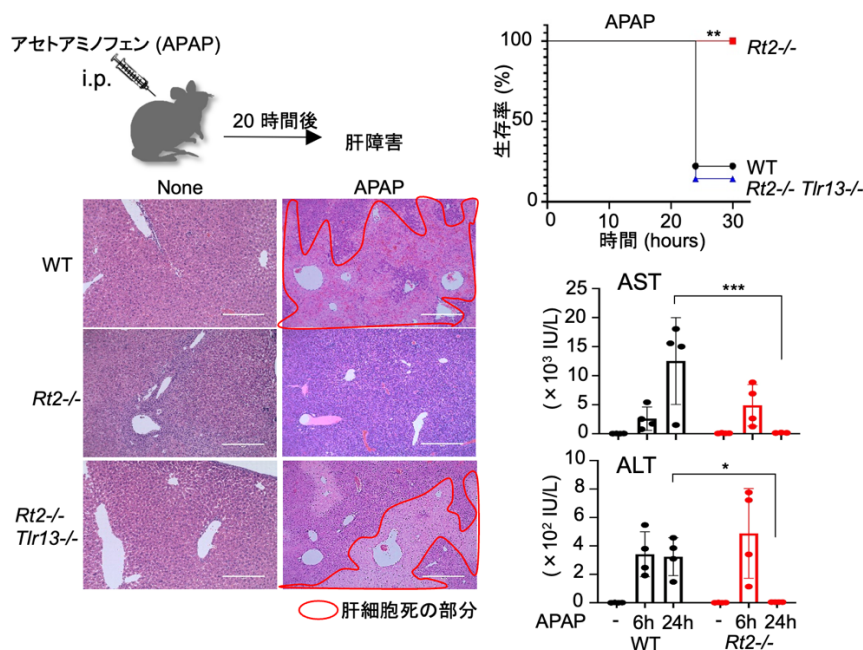 アセトアミノフェン (APAP)
i.p.
20 時間後
肝障害
None
APAP
WT
Rt2-/-
Rt2-/-
Tlr13-/-
肝細胞死の部分
APAP
生存率 (%)
100
50
0
**
Rt2-/-
WT
Rt2-/- Tlr13-/-
0 10 20 30
時間 (hours)
AST
***
(×10³ IU/L)
25
20
15
10
5
0
ALT
*
(×10² IU/L)
8
6
4
2
0
APAP - 6h 24h - 6h 24h
WT Rt2-/-